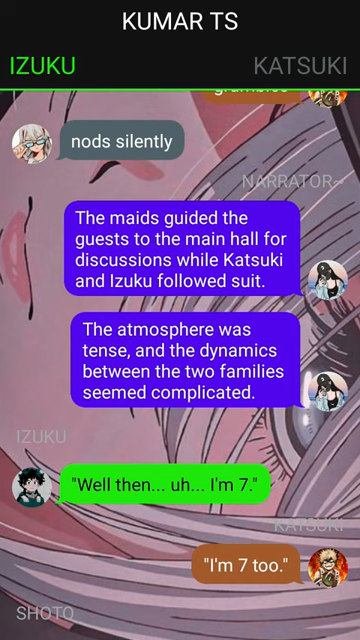 KUMAR TS
IZUKU KATSUKI
grumbles
nods silently
NARRATOR~
The maids guided the
guests to the main hall for
discussions while Katsuki
and Izuku followed suit.
The atmosphere was
tense, and the dynamics
between the two families
seemed complicated.
IZUKU
"Well then... uh... I'm 7."
KATSUKI
"I'm 7 too."
SHOTO